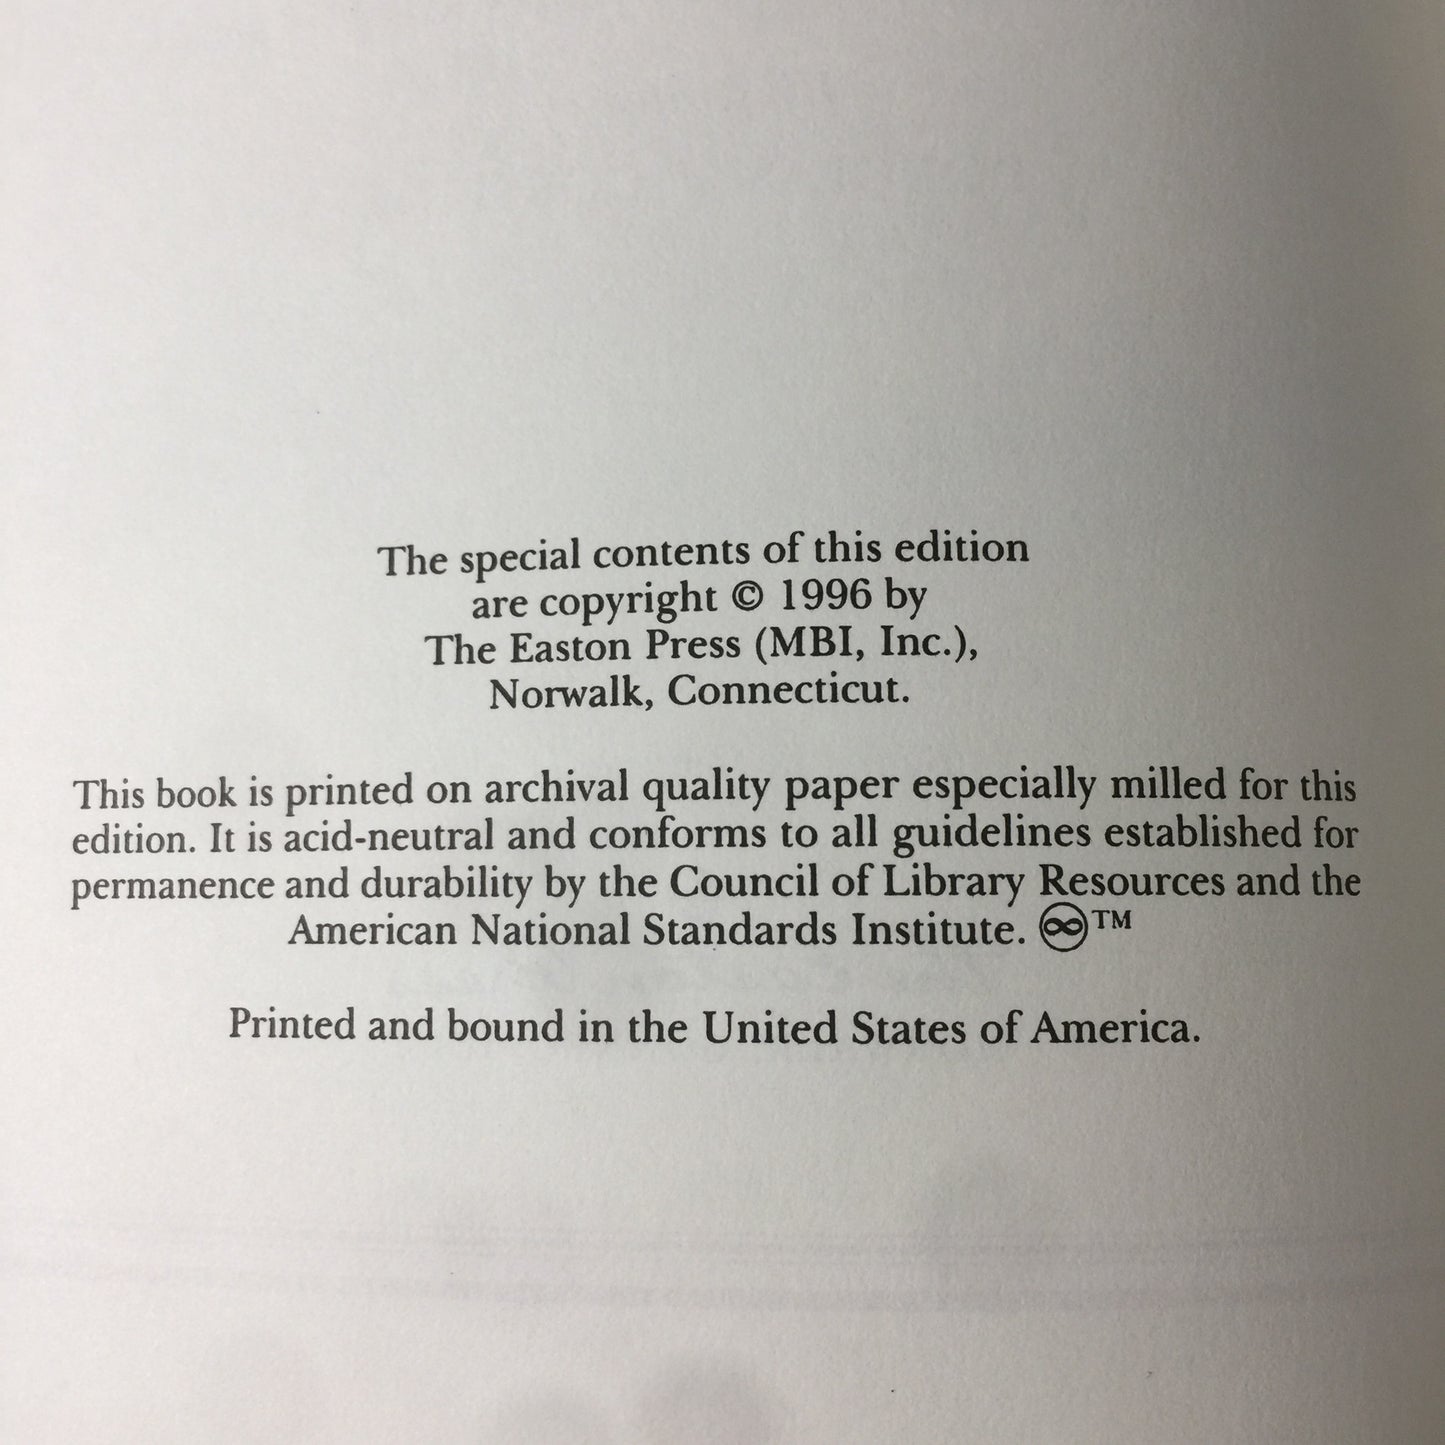 The special contents of this edition
are copyright © 1996 by
The Easton Press (MBI, Inc.),
Norwalk, Connecticut.
This book is printed on archival quality paper especially milled for this
edition. It is acid-neutral and conforms to all guidelines established for
permanence and durability by the Council of Library Resources and the
American National Standards Institute. ♾™
Printed and bound in the United States of America.